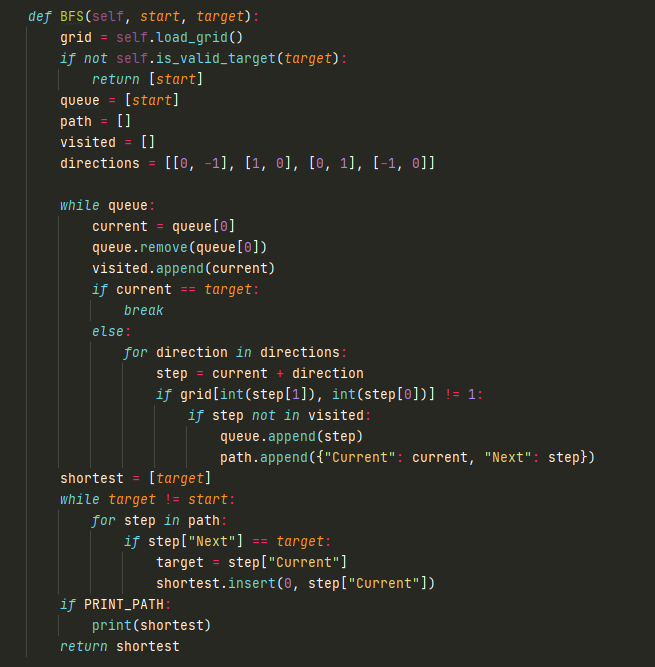 def BFS(self, start, target):
    grid = self.load_grid()
    if not self.is_valid_target(target):
        return [start]
    queue = [start]
    path = []
    visited = []
    directions = [[0, -1], [1, 0], [0, 1], [-1, 0]]
    while queue:
        current = queue[0]
        queue.remove(queue[0])
        visited.append(current)
        if current == target:
            break
        else:
            for direction in directions:
                step = current + direction
                if grid[int(step[1]), int(step[0])] != 1:
                    if step not in visited:
                        queue.append(step)
                        path.append({"Current": current, "Next": step})
    shortest = [target]
    while target != start:
        for step in path:
            if step["Next"] == target:
                target = step["Current"]
                shortest.insert(0, step["Current"])
    if PRINT_PATH:
        print(shortest)
    return shortest